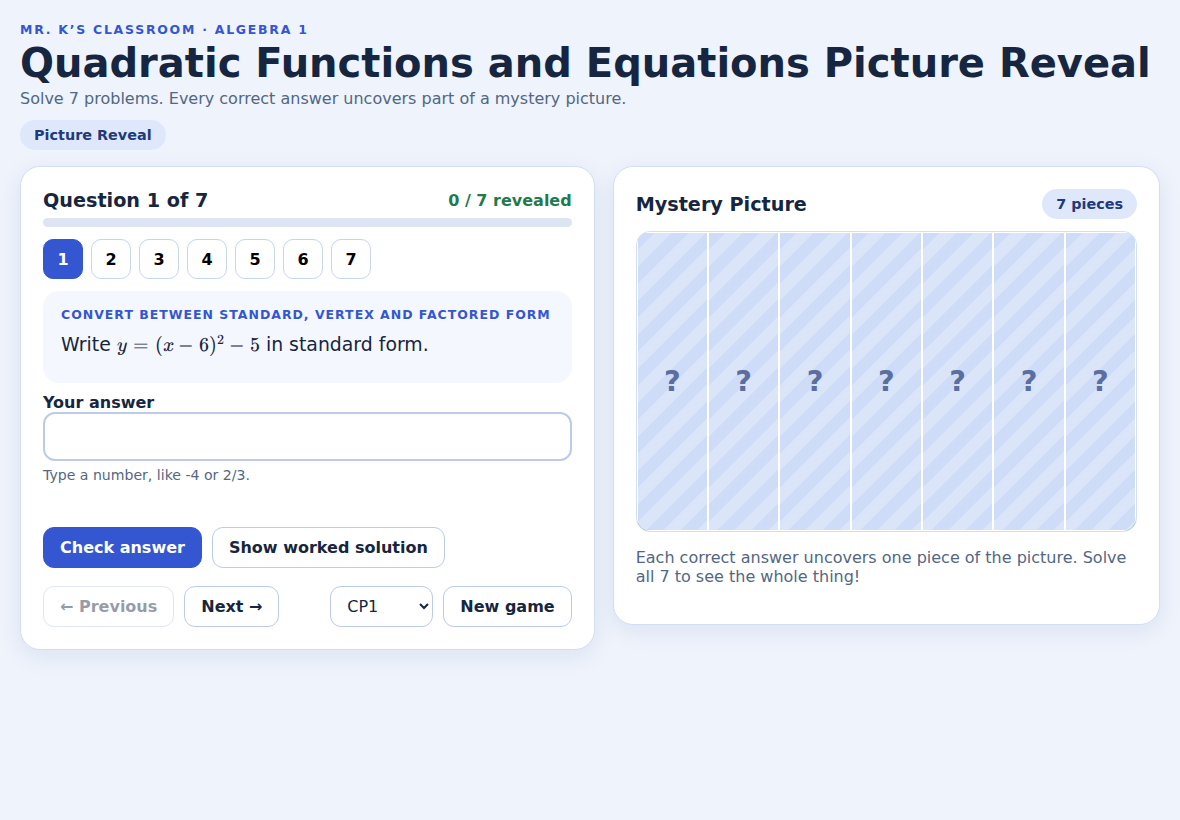 MR. K'S CLASSROOM · ALGEBRA 1
Quadratic Functions and Equations Picture Reveal
Solve 7 problems. Every correct answer uncovers part of a mystery picture.
Picture Reveal
Question 1 of 7
0 / 7 revealed
1 2 3 4 5 6 7
CONVERT BETWEEN STANDARD, VERTEX AND FACTORED FORM
Write y = (x − 6)² − 5 in standard form.
Your answer
Type a number, like -4 or 2/3.
Check answer
Show worked solution
← Previous
Next →
CP1
New game
Mystery Picture
7 pieces
? ? ? ? ? ? ?
Each correct answer uncovers one piece of the picture. Solve
all 7 to see the whole thing!